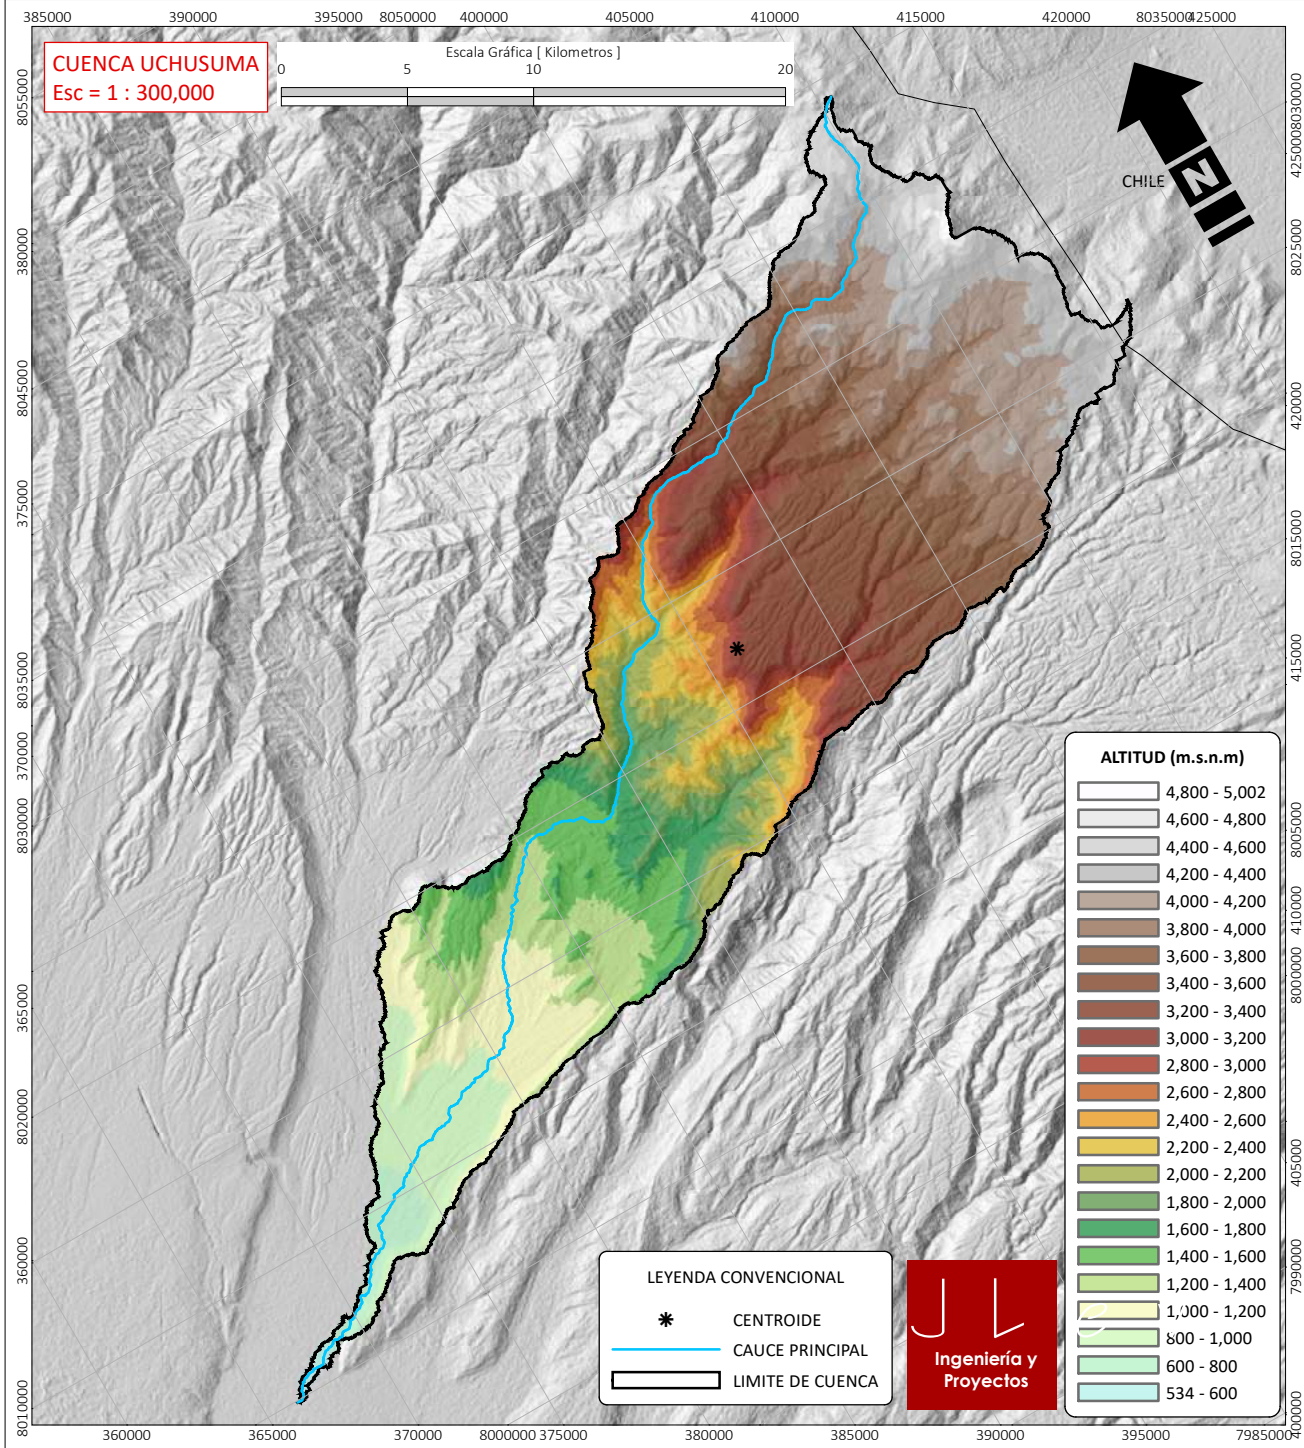 385000 390000 395000 8050000 400000 405000 410000 415000 420000 8035000 425000
CUENCA UCHUSUMA
Esc = 1 : 300,000
Escala Gráfica [ Kilometros ]
0 5 10 20
CHILE
N
8055000
380000
8045000
375000
8035000
370000
8030000
365000
8020000
360000
8010000
8030000
425000
8025000
420000
8015000
415000
8005000
410000
8000000
405000
7990000
400000
ALTITUD (m.s.n.m)
4,800 - 5,002
4,600 - 4,800
4,400 - 4,600
4,200 - 4,400
4,000 - 4,200
3,800 - 4,000
3,600 - 3,800
3,400 - 3,600
3,200 - 3,400
3,000 - 3,200
2,800 - 3,000
2,600 - 2,800
2,400 - 2,600
2,200 - 2,400
2,000 - 2,200
1,800 - 2,000
1,600 - 1,800
1,400 - 1,600
1,200 - 1,400
1,000 - 1,200
800 - 1,000
600 - 800
534 - 600
LEYENDA CONVENCIONAL
CENTROIDE
CAUCE PRINCIPAL
LIMITE DE CUENCA
J L
Ingeniería y
Proyectos
360000 365000 370000 8000000 375000 380000 385000 390000 395000 7985000